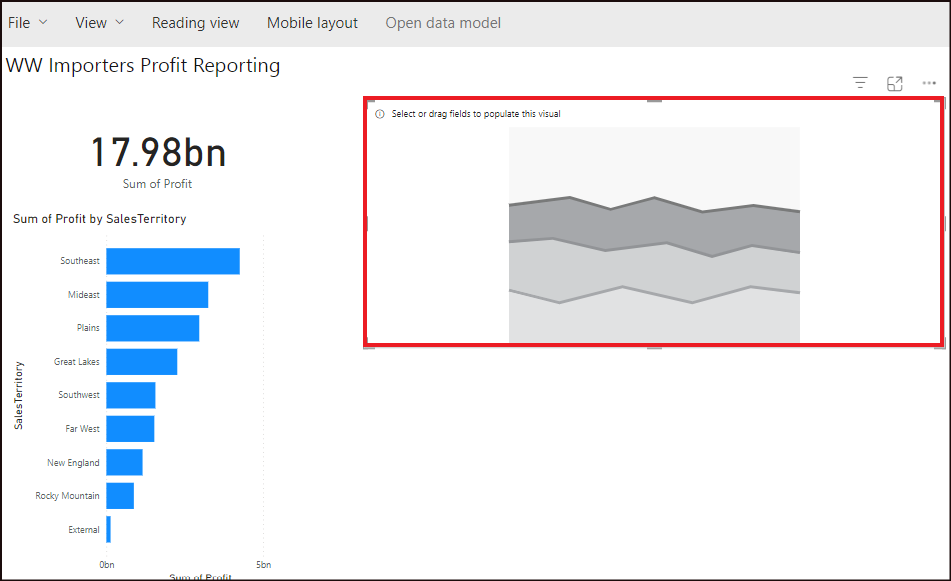 File View Reading view Mobile layout Open data model
WW Importers Profit Reporting
Select or drag fields to populate this visual
17.98bn
Sum of Profit
Sum of Profit by SalesTerritory
SalesTerritory
Southeast
Mideast
Plains
Great Lakes
Southwest
Far West
New England
Rocky Mountain
External
0bn 5bn
Sum of Profit